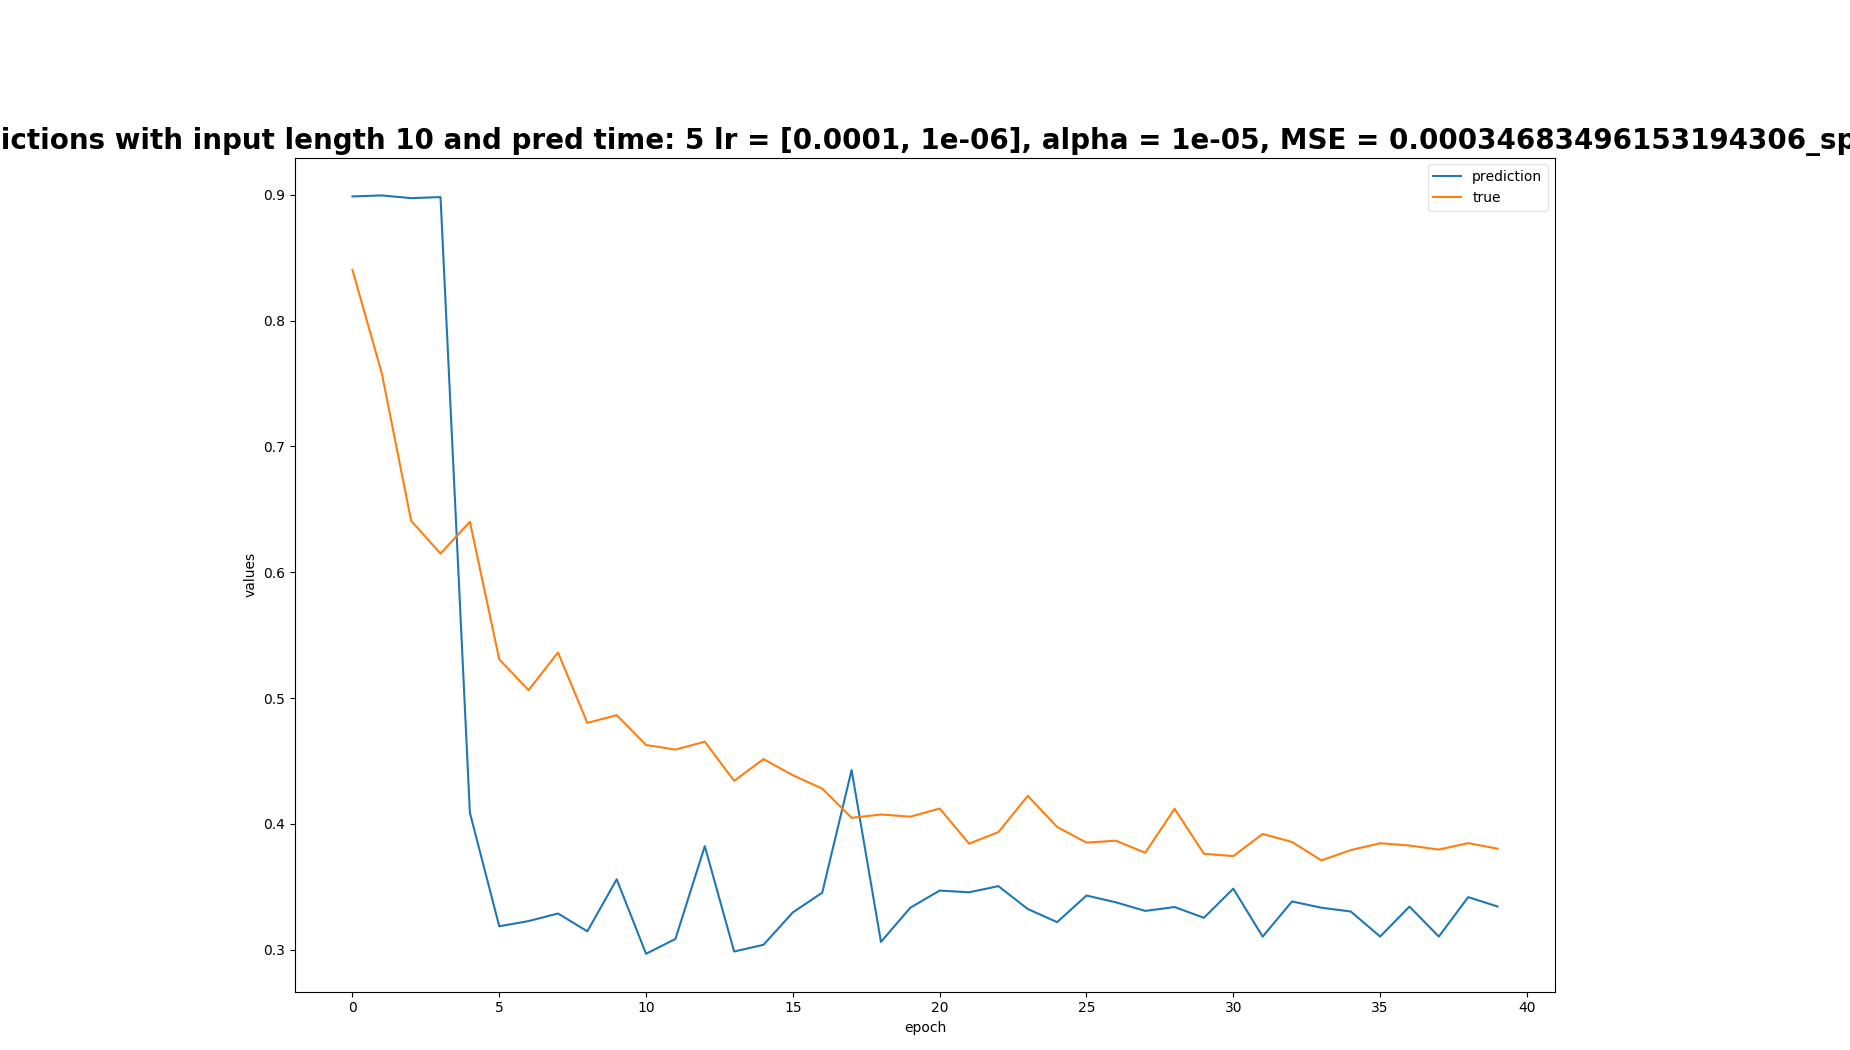 ictions with input length 10 and pred time: 5 lr = [0.0001, 1e-06], alpha = 1e-05, MSE = 0.00034683496153194306_sp
prediction
true
0.9
0.8
0.7
0.6
0.5
0.4
0.3
values
0 5 10 15 20 25 30 35 40
epoch